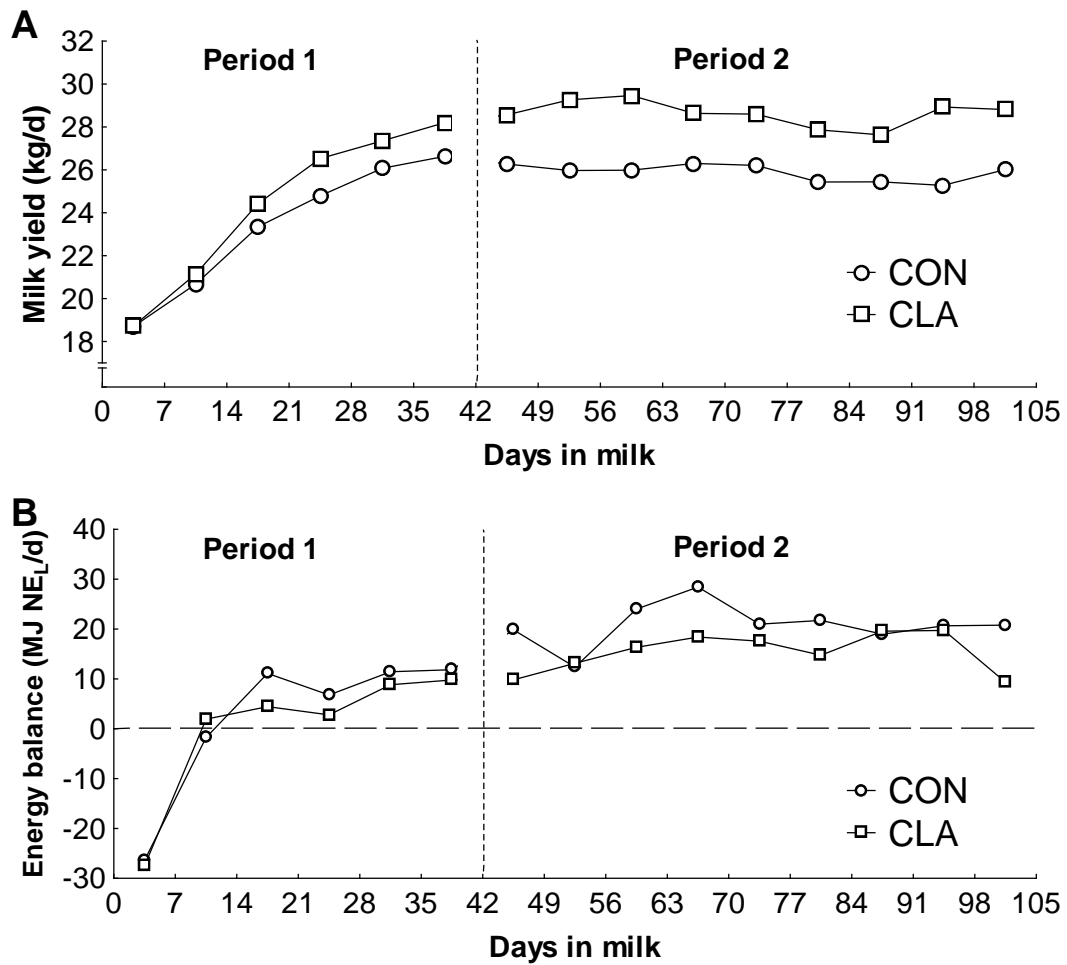 A
Period 1
Period 2
Milk yield (kg/d)
32
30
28
26
24
22
20
18
CON
CLA
0 7 14 21 28 35 42 49 56 63 70 77 84 91 98 105
Days in milk
B
Period 1
Period 2
Energy balance (MJ NEL/d)
40
30
20
10
0
-10
-20
-30
CON
CLA
0 7 14 21 28 35 42 49 56 63 70 77 84 91 98 105
Days in milk